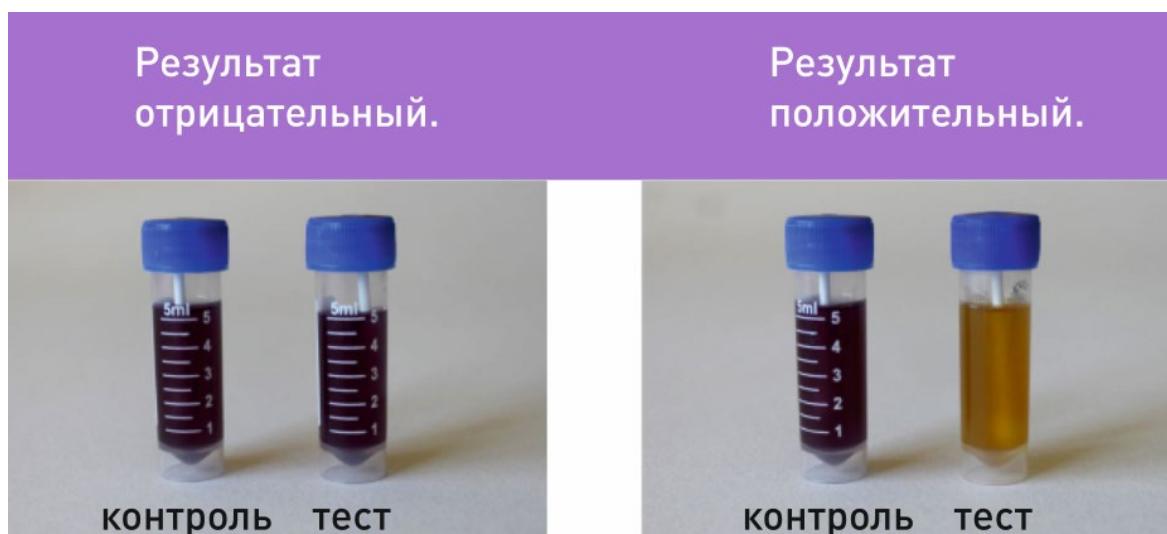 Результат
отрицательный.
Результат
положительный.
5ml 5
4
3
2
1
5ml 5
4
3
2
1
5ml 5
4
3
2
1
контроль тест
контроль тест